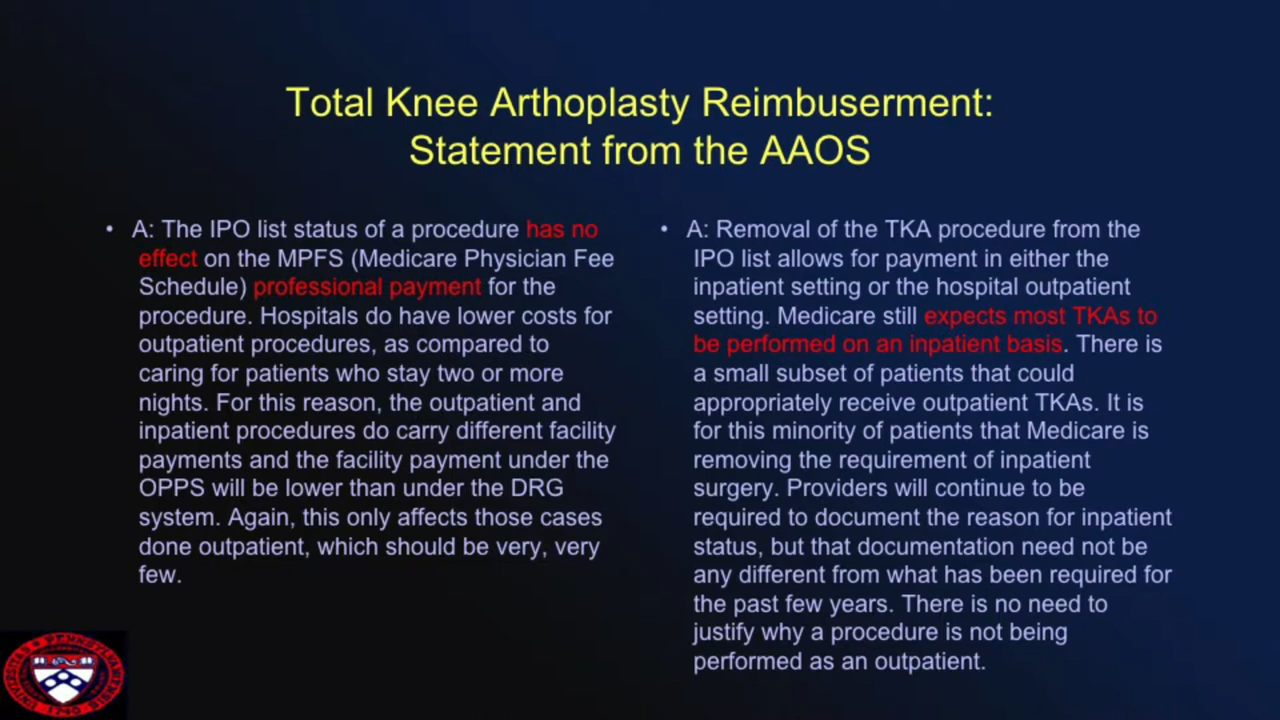 Total Knee Arthoplasty Reimbuserment:
Statement from the AAOS
• A: The IPO list status of a procedure has no
effect on the MPFS (Medicare Physician Fee
Schedule) professional payment for the
procedure. Hospitals do have lower costs for
outpatient procedures, as compared to
caring for patients who stay two or more
nights. For this reason, the outpatient and
inpatient procedures do carry different facility
payments and the facility payment under the
OPPS will be lower than under the DRG
system. Again, this only affects those cases
done outpatient, which should be very, very
few.
• A: Removal of the TKA procedure from the
IPO list allows for payment in either the
inpatient setting or the hospital outpatient
setting. Medicare still expects most TKAs to
be performed on an inpatient basis. There is
a small subset of patients that could
appropriately receive outpatient TKAs. It is
for this minority of patients that Medicare is
removing the requirement of inpatient
surgery. Providers will continue to be
required to document the reason for inpatient
status, but that documentation need not be
any different from what has been required for
the past few years. There is no need to
justify why a procedure is not being
performed as an outpatient.